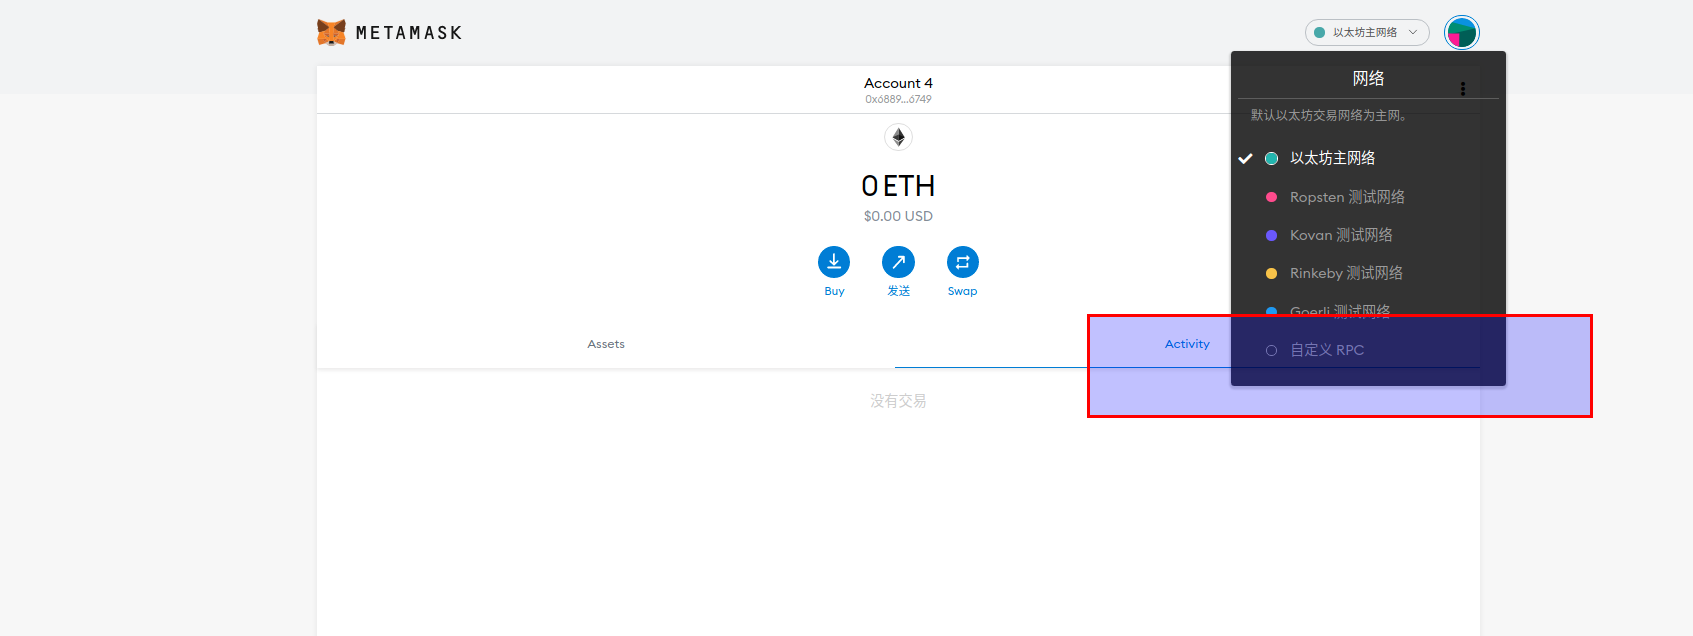 METAMASK
以太坊主网络
Account 4
0x6889...6749
网络
默认以太坊交易网络为主网。
以太坊主网络
Ropsten 测试网络
Kovan 测试网络
Rinkeby 测试网络
Goerli 测试网络
自定义 RPC
0 ETH
$0.00 USD
Buy
发送
Swap
Assets
Activity
没有交易